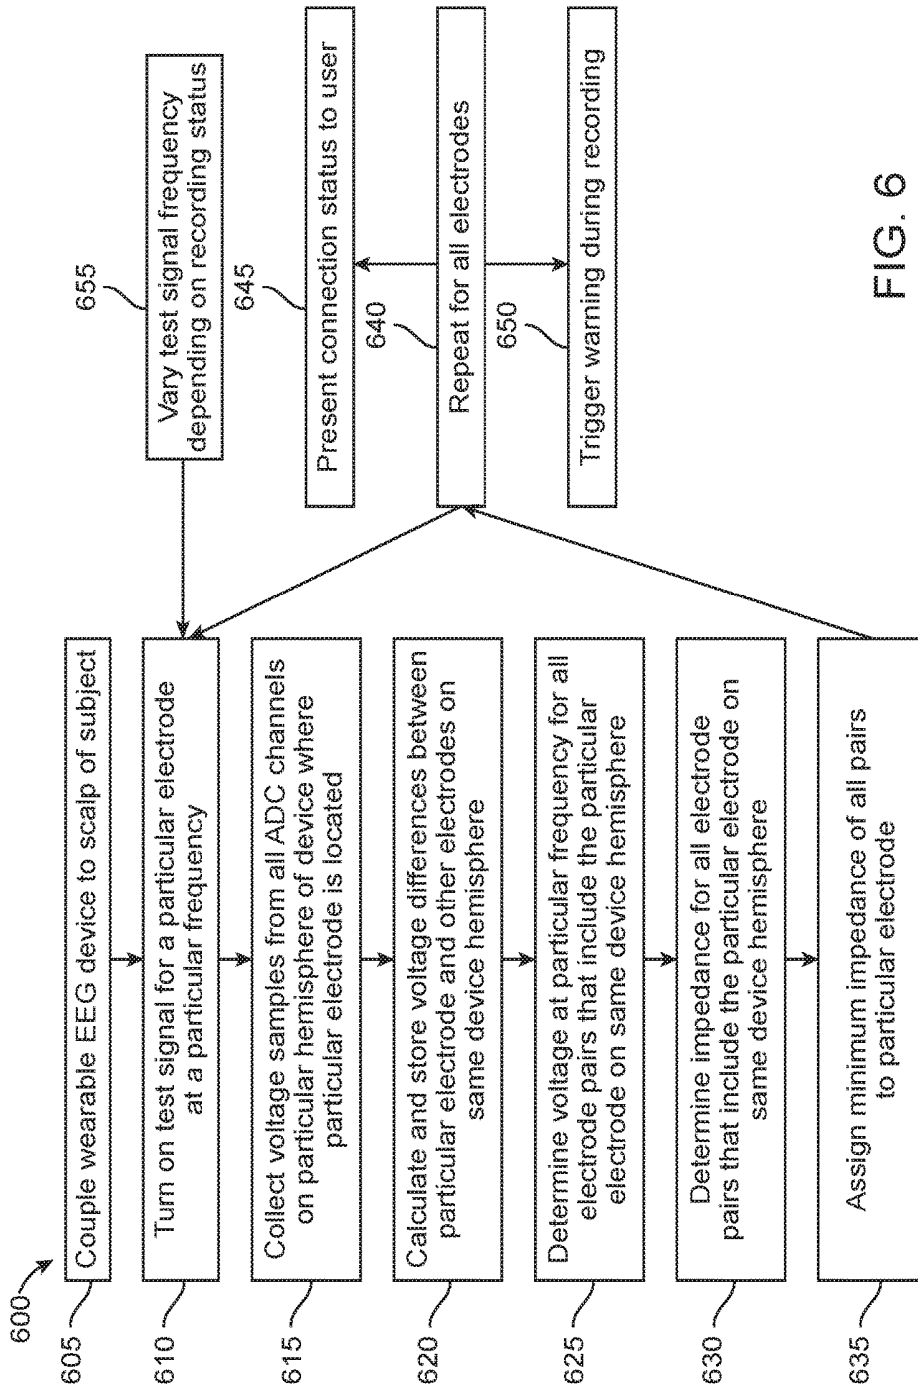 600
605
Couple wearable EEG device to scalp of subject
610
Turn on test signal for a particular electrode
at a particular frequency
615
Collect voltage samples from all ADC channels
on particular hemisphere of device where
particular electrode is located
620
Calculate and store voltage differences between
particular electrode and other electrodes on
same device hemisphere
625
Determine voltage at particular frequency for all
electrode pairs that include the particular
electrode on same device hemisphere
630
Determine impedance for all electrode
pairs that include the particular electrode on
same device hemisphere
635
Assign minimum impedance of all pairs
to particular electrode
655
Vary test signal frequency
depending on recording status
645
Present connection status to user
640
Repeat for all electrodes
650
Trigger warning during recording
FIG. 6